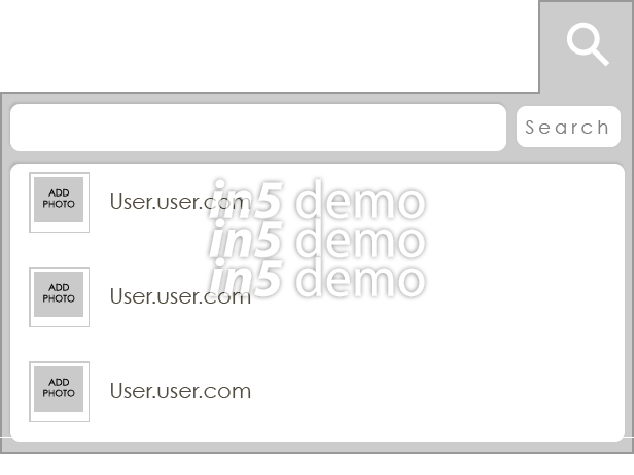 Search
ADD
PHOTO
User.user.com
in5 demo
in5 demo
in5 demo
ADD
PHOTO
User.user.com
ADD
PHOTO
User.user.com